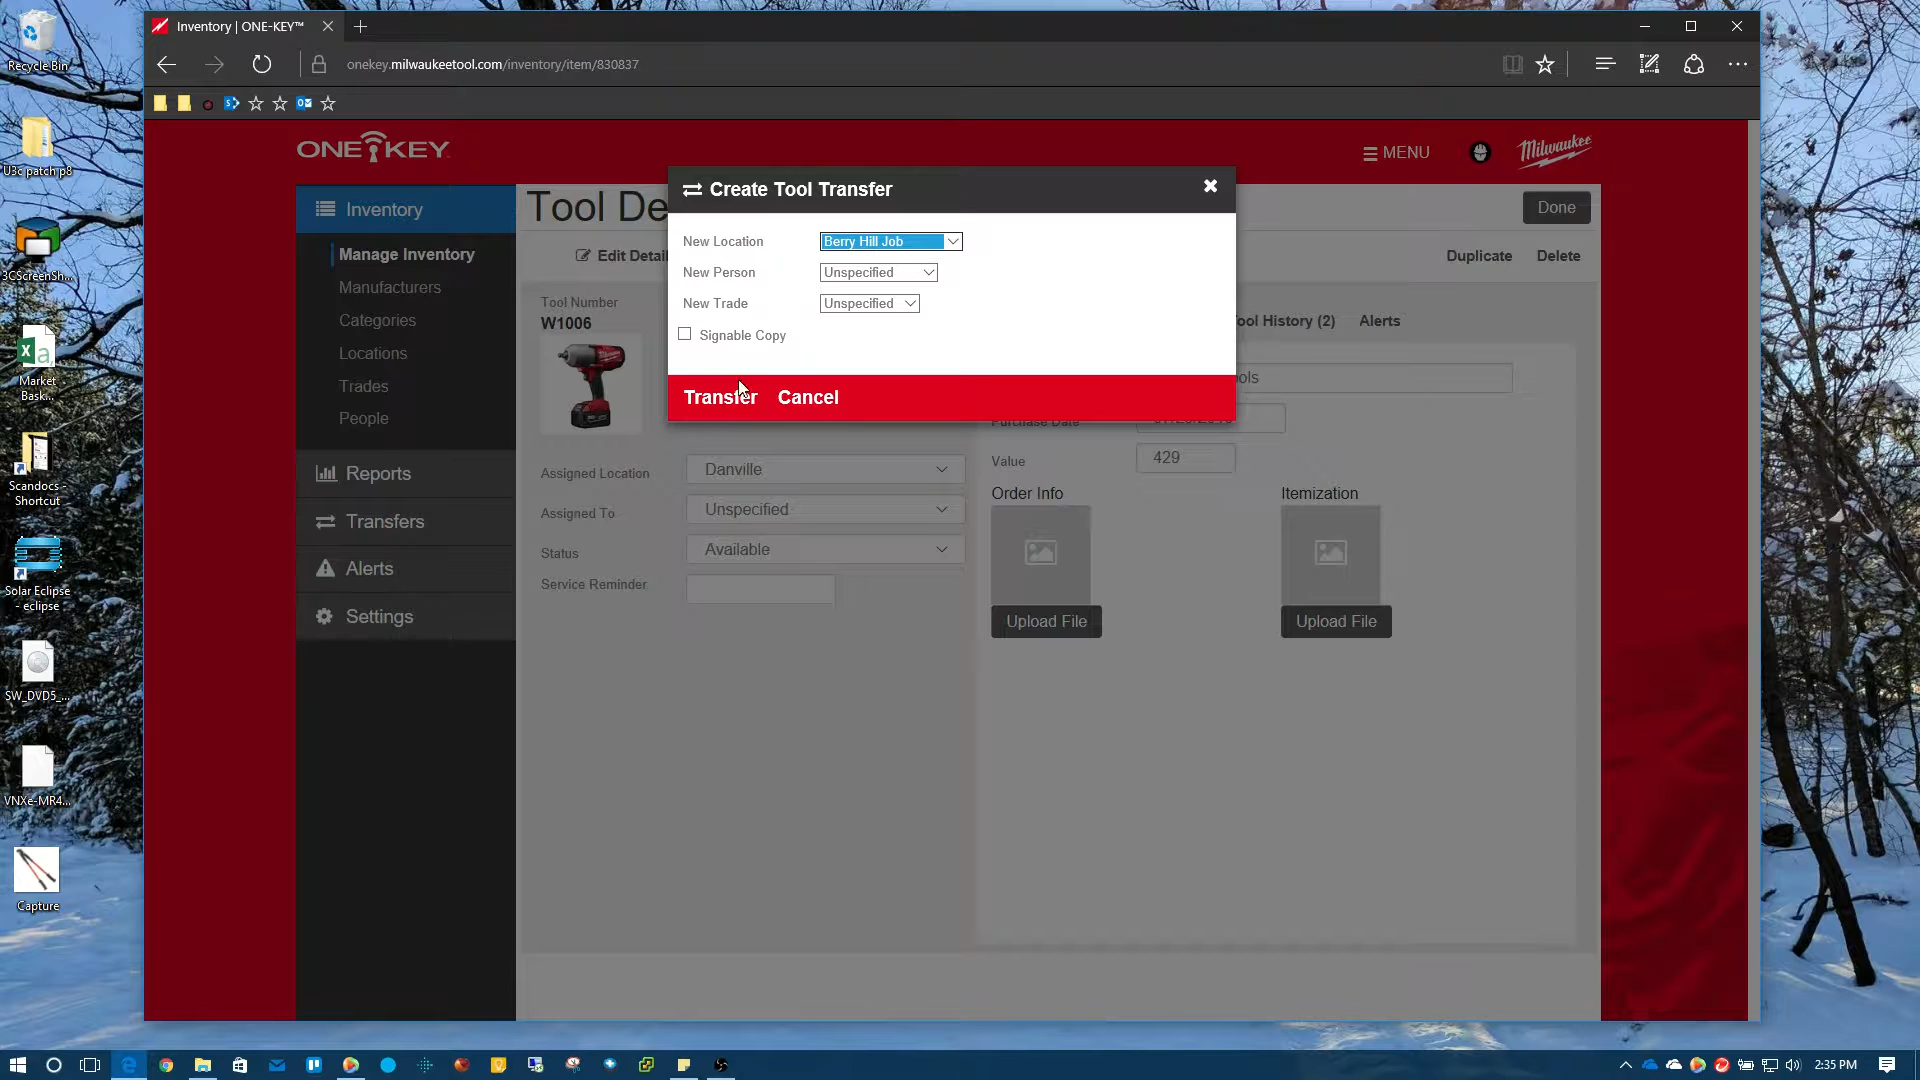 Inventory | ONE-KEY™
onekey.milwaukeetool.com/inventory/item/830837
ONE KEY
MENU
Milwaukee
Inventory
Manage Inventory
Manufacturers
Categories
Locations
Trades
People
Reports
Transfers
Alerts
Settings
Tool De
Done
Edit Detail
Duplicate
Delete
Create Tool Transfer
New Location
Berry Hill Job
New Person
Unspecified
New Trade
Unspecified
Signable Copy
Transfer
Cancel
Tool Number
W1006
Assigned Location
Danville
Assigned To
Unspecified
Status
Available
Service Reminder
Tool History (2)
Alerts
ools
Purchase Date
Value
429
Order Info
Itemization
Upload File
Upload File
Recycle Bin
U3c patch p8
3CScreenSh...
Market
Bask...
Scandocs -
Shortcut
Solar Eclipse
- eclipse
SW_DVD5_...
VNXe-MR4...
Capture
2:35 PM